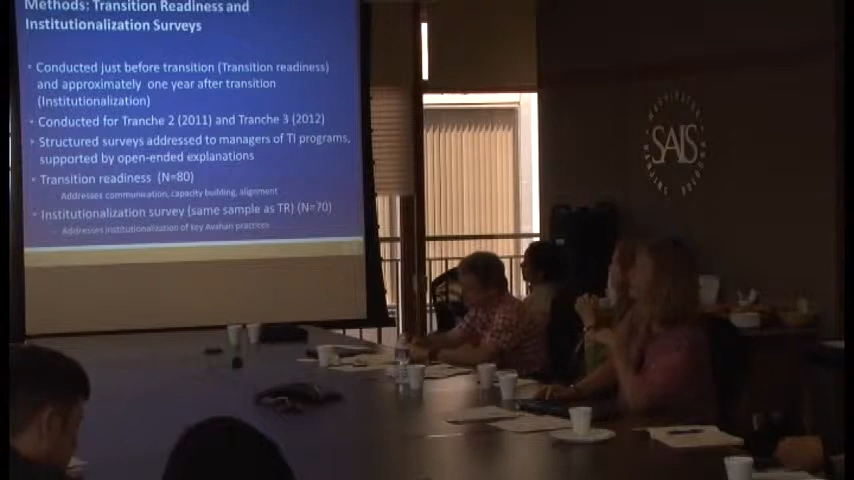 Methods: Transition Readiness and
Institutionalization Surveys
• Conducted just before transition (Transition readiness)
and approximately one year after transition
(Institutionalization)
• Conducted for Tranche 2 (2011) and Tranche 3 (2012)
• Structured surveys addressed to managers of TI programs,
supported by open-ended explanations
• Transition readiness (N=80)
Addresses communication, capacity building, alignment
• Institutionalization survey (same sample as TR) (N=70)
Addresses institutionalization of key Avahan practices
WASHINGTON
SAIS
NANJING
BOLOGNA